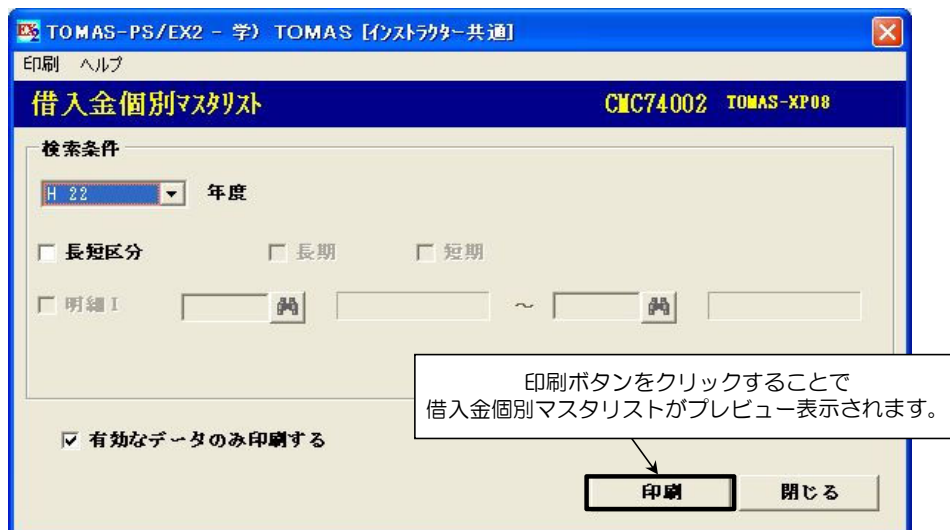 TOMAS-PS/EX2 - 学) TOMAS [インストラクター共通]
印刷 ヘルプ
借入金個別マスタリスト CMC74002 TOMAS-XP08
検索条件
H 22 年度
長短区分 長期 短期
明細Ⅰ ～
印刷ボタンをクリックすることで
借入金個別マスタリストがプレビュー表示されます。
有効なデータのみ印刷する
印刷 閉じる